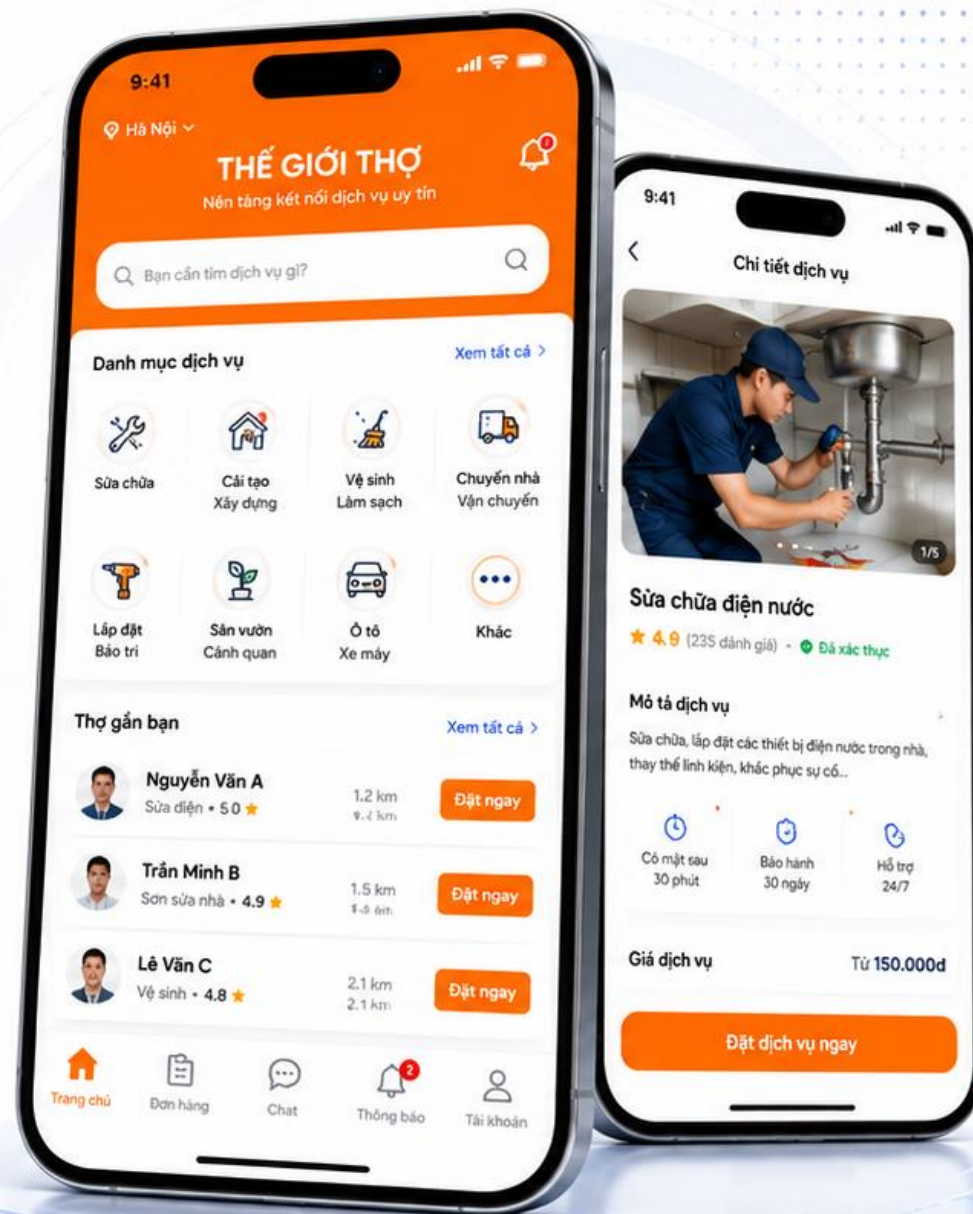 9:41
Hà Nội
THẾ GIỚI THỢ
2
Nền tảng kết nối dịch vụ uy tín
Bạn cần tìm dịch vụ gì?
Danh mục dịch vụ
Xem tất cả >
Sửa chữa
Cải tạo
Xây dựng
Vệ sinh
Làm sạch
Chuyển nhà
Vận chuyển
Lắp đặt
Bảo trì
Sân vườn
Cảnh quan
Ô tô
Xe máy
Khác
Thợ gần bạn
Xem tất cả >
Nguyễn Văn A
Sửa điện • 5.0
1.2 km
Đặt ngay
Trần Minh B
Sơn sửa nhà • 4.9
1.5 km
Đặt ngay
Lê Văn C
Vệ sinh • 4.8
2.1 km
2.1 km
Đặt ngay
Trang chủ
Đơn hàng
Chat
2
Thông báo
Tài khoản
9:41
Chi tiết dịch vụ
1/5
Sửa chữa điện nước
4.9 (235 đánh giá) • Đã xác thực
Mô tả dịch vụ
Sửa chữa, lắp đặt các thiết bị điện nước trong nhà,
thay thế linh kiện, khắc phục sự cố...
Có mặt sau
30 phút
Bảo hành
30 ngày
Hỗ trợ
24/7
Giá dịch vụ
Từ 150.000đ
Đặt dịch vụ ngay